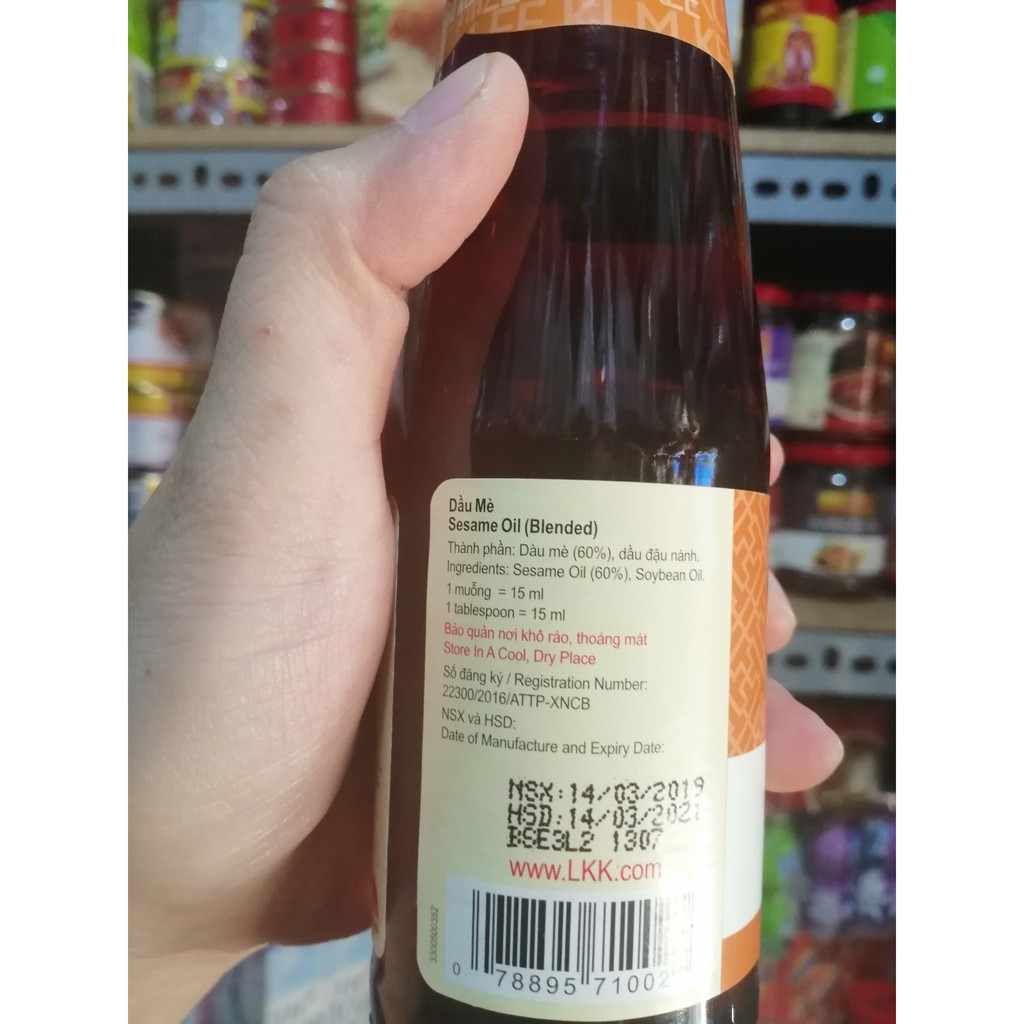 Dầu Mè
Sesame Oil (Blended)
Thành phần: Dàu mè (60%), dầu đậu nành.
Ingredients: Sesame Oil (60%), Soybean Oil.
1 muỗng = 15 ml
1 tablespoon = 15 ml
Bảo quản nơi khô ráo, thoáng mát
Store In A Cool, Dry Place
Số đăng ký / Registration Number:
22300/2016/ATTP-XNCB
NSX và HSD:
Date of Manufacture and Expiry Date:
NSX:14/03/2019
HSD:14/03/2021
BSE3L2 1307
www.LKK.com
0 78895 71002